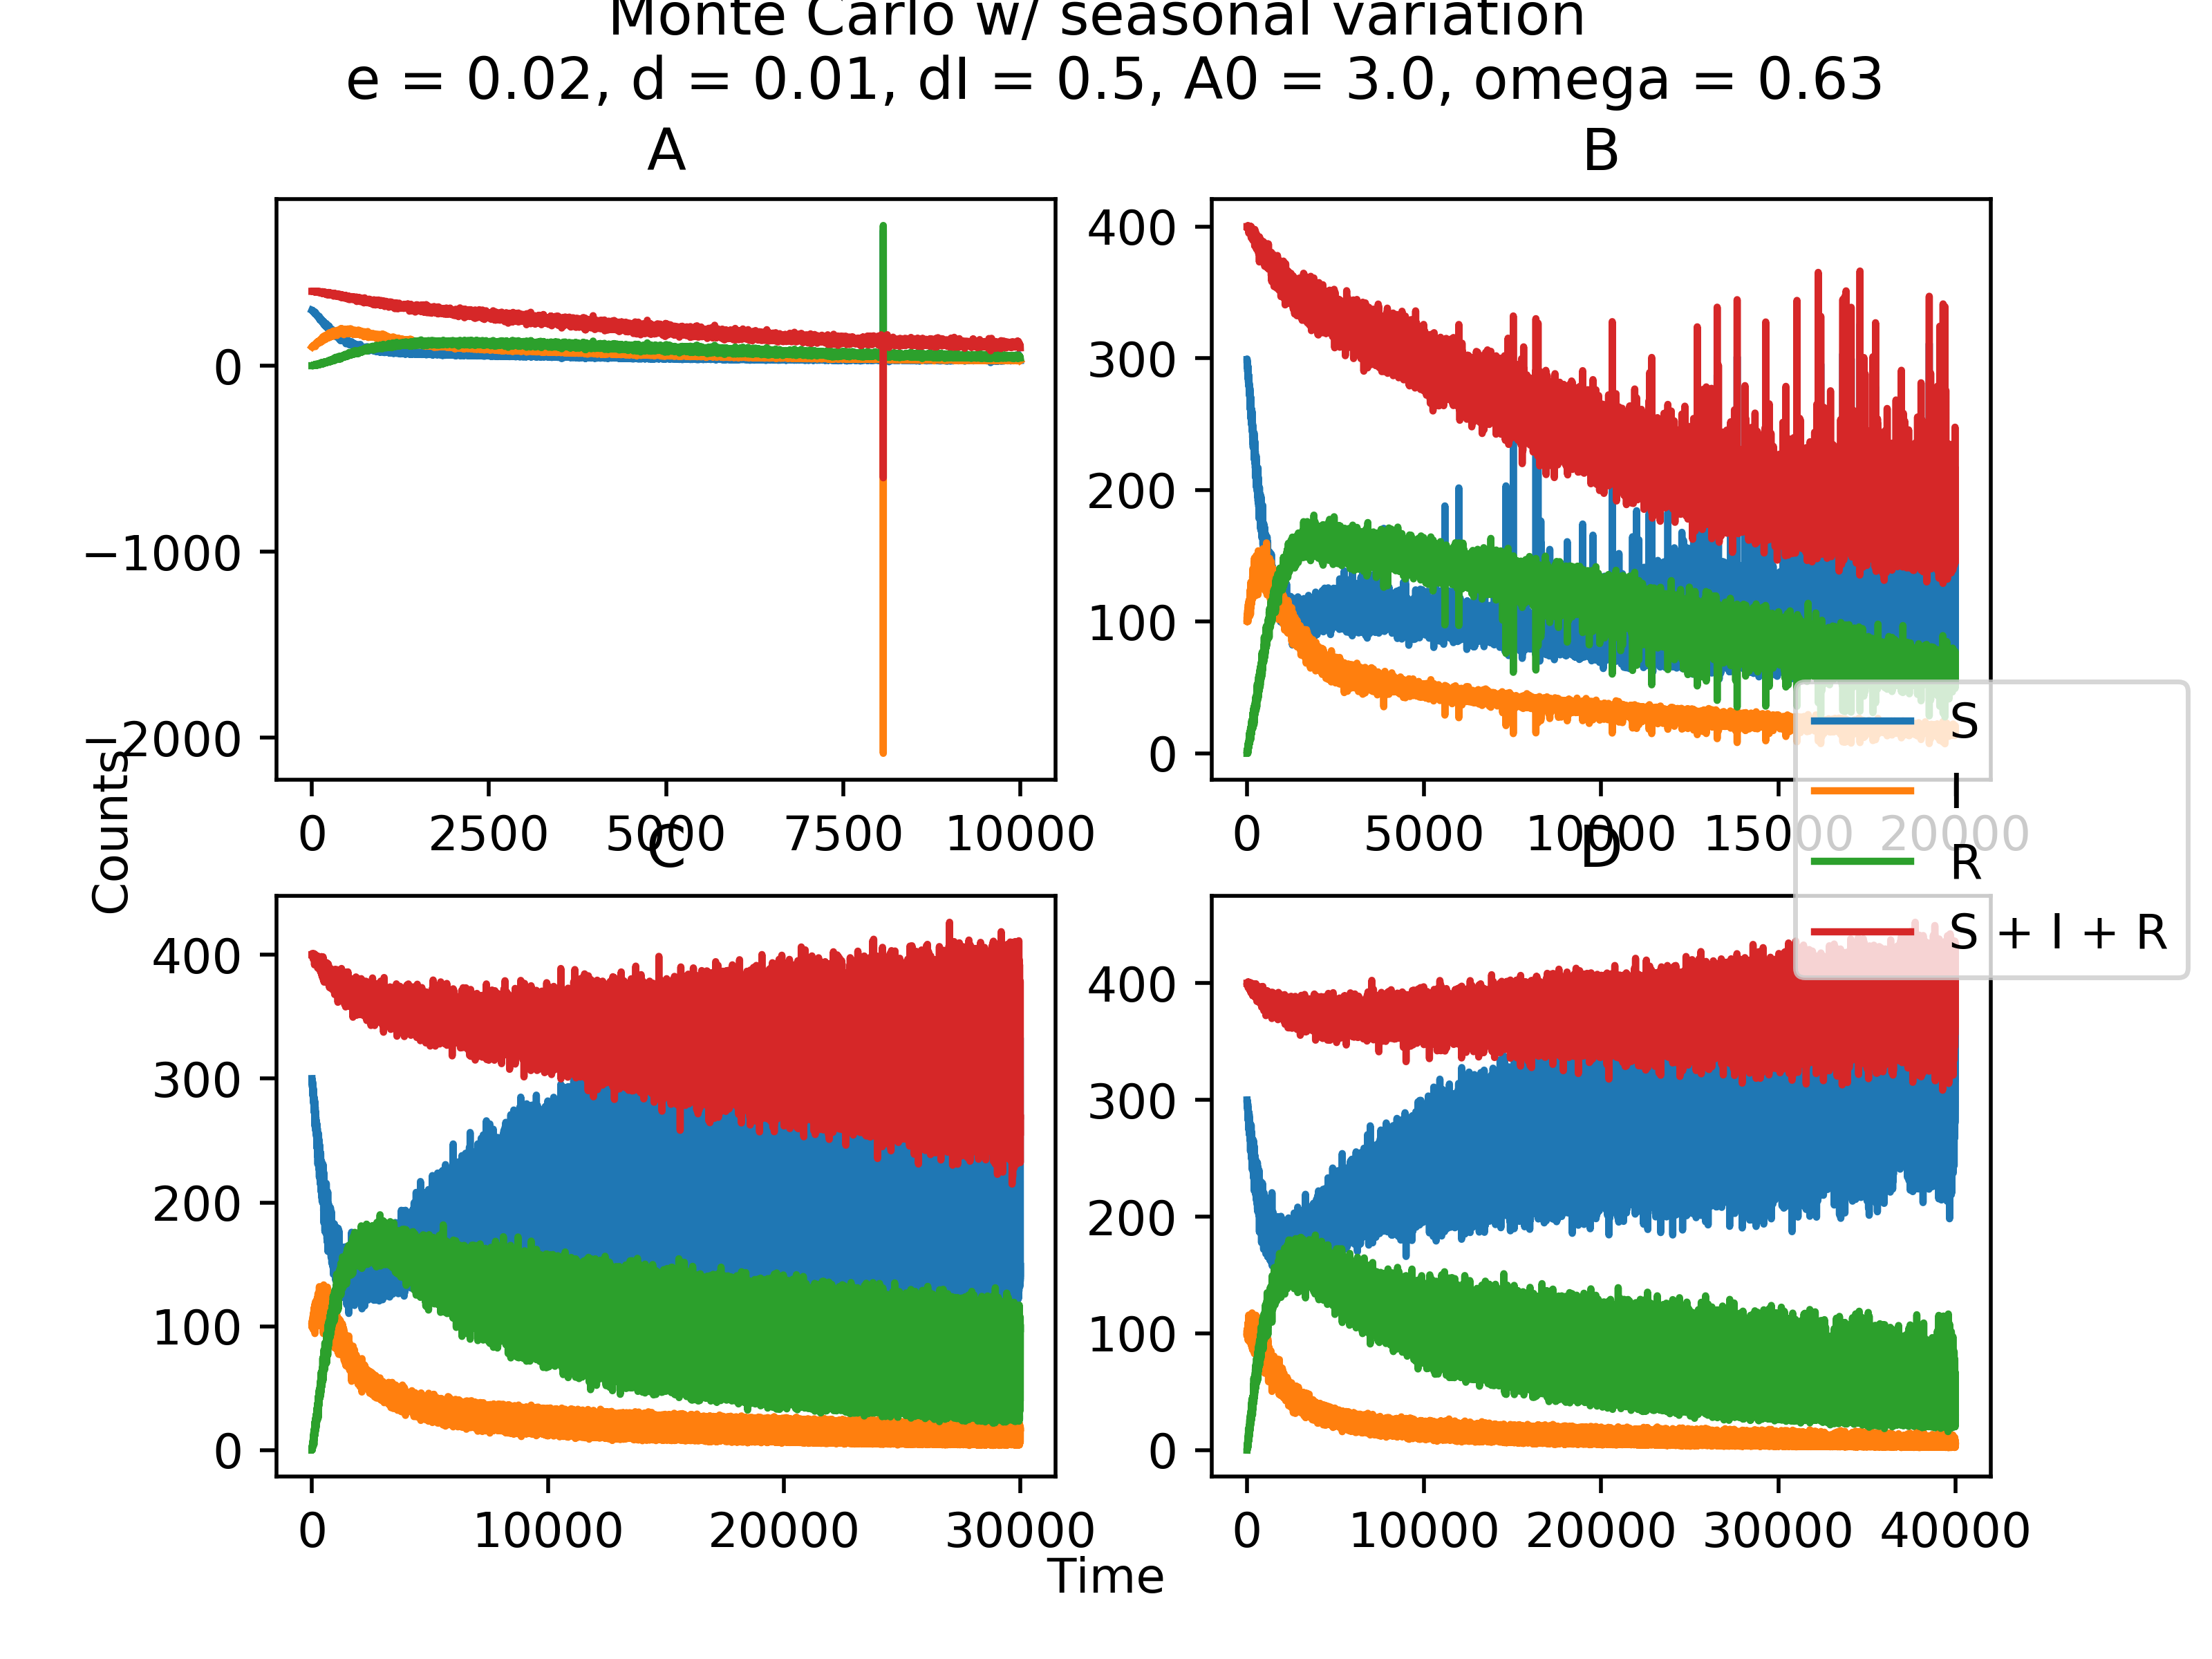 Monte Carlo w/ seasonal variation
e = 0.02, d = 0.01, dI = 0.5, A0 = 3.0, omega = 0.63
A
B
0
−1000
−2000
0 2500 5000 7500 10000
400
300
200
100
0
0 5000 10000 15000 20000
S
I
R
S + I + R
Counts
C
D
400
300
200
100
0
0 10000 20000 30000
400
300
200
100
0
0 10000 20000 30000 40000
Time